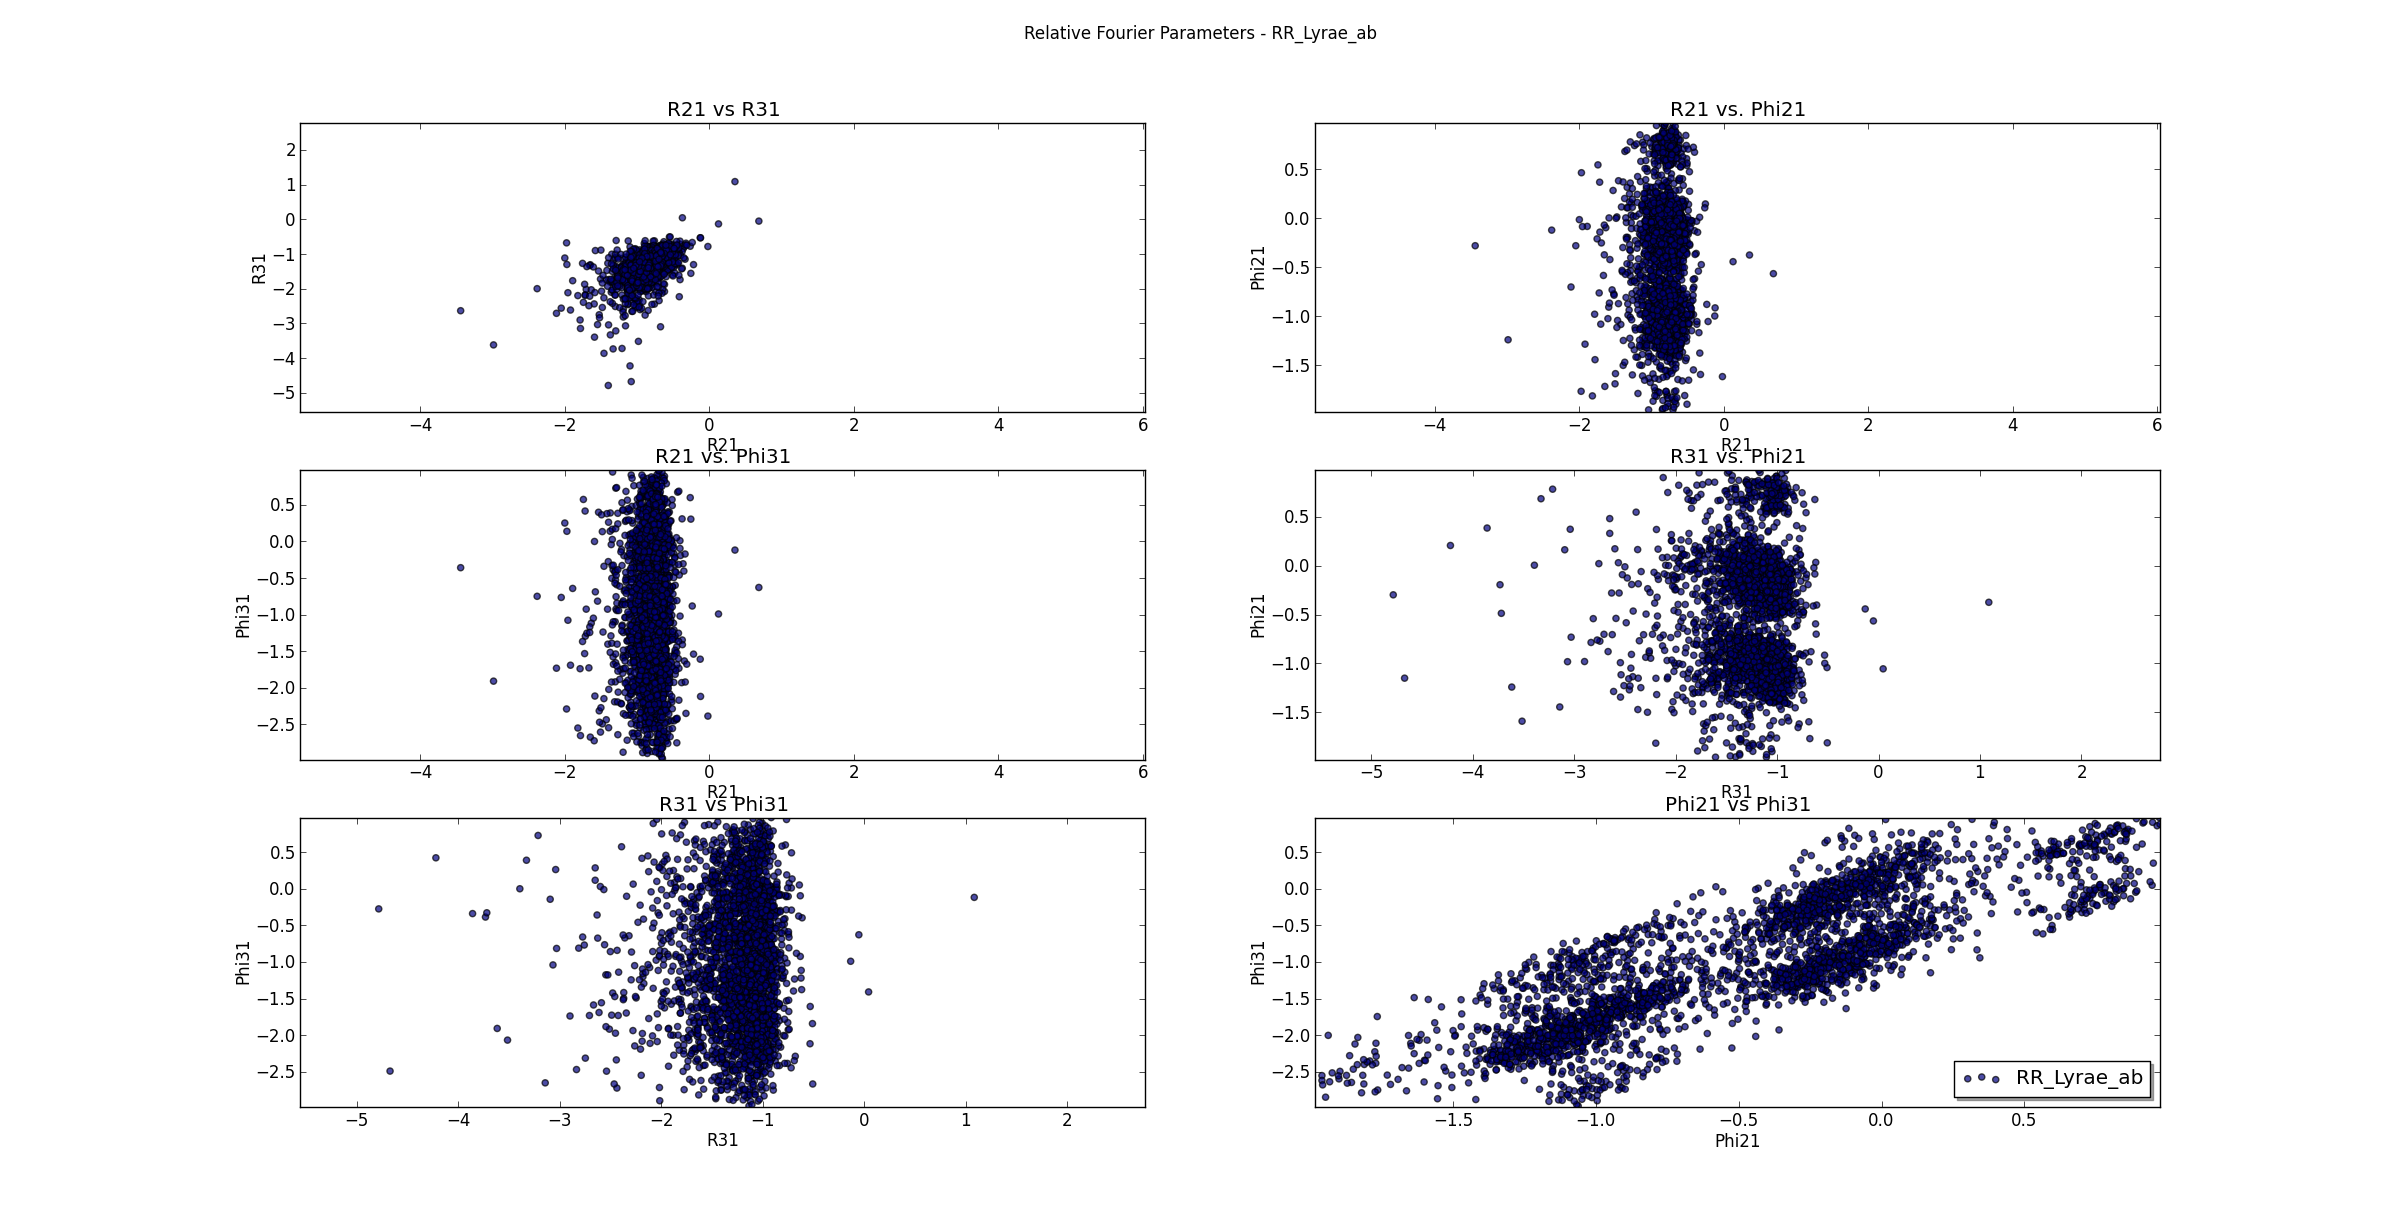 Relative Fourier Parameters - RR_Lyrae_ab
R21 vs R31
2
1
0
−1
−2
−3
−4
−5
R31
−4 −2 0 2 4 6
R21
R21 vs. Phi21
0.5
0.0
−0.5
−1.0
−1.5
Phi21
−4 −2 0 2 4 6
R21
R21 vs. Phi31
0.5
0.0
−0.5
−1.0
−1.5
−2.0
−2.5
Phi31
−4 −2 0 2 4 6
R21
R31 vs. Phi21
0.5
0.0
−0.5
−1.0
−1.5
Phi21
−5 −4 −3 −2 −1 0 1 2
R31
R31 vs Phi31
0.5
0.0
−0.5
−1.0
−1.5
−2.0
−2.5
Phi31
−5 −4 −3 −2 −1 0 1 2
R31
Phi21 vs Phi31
0.5
0.0
−0.5
−1.0
−1.5
−2.0
−2.5
Phi31
RR_Lyrae_ab
−1.5 −1.0 −0.5 0.0 0.5
Phi21